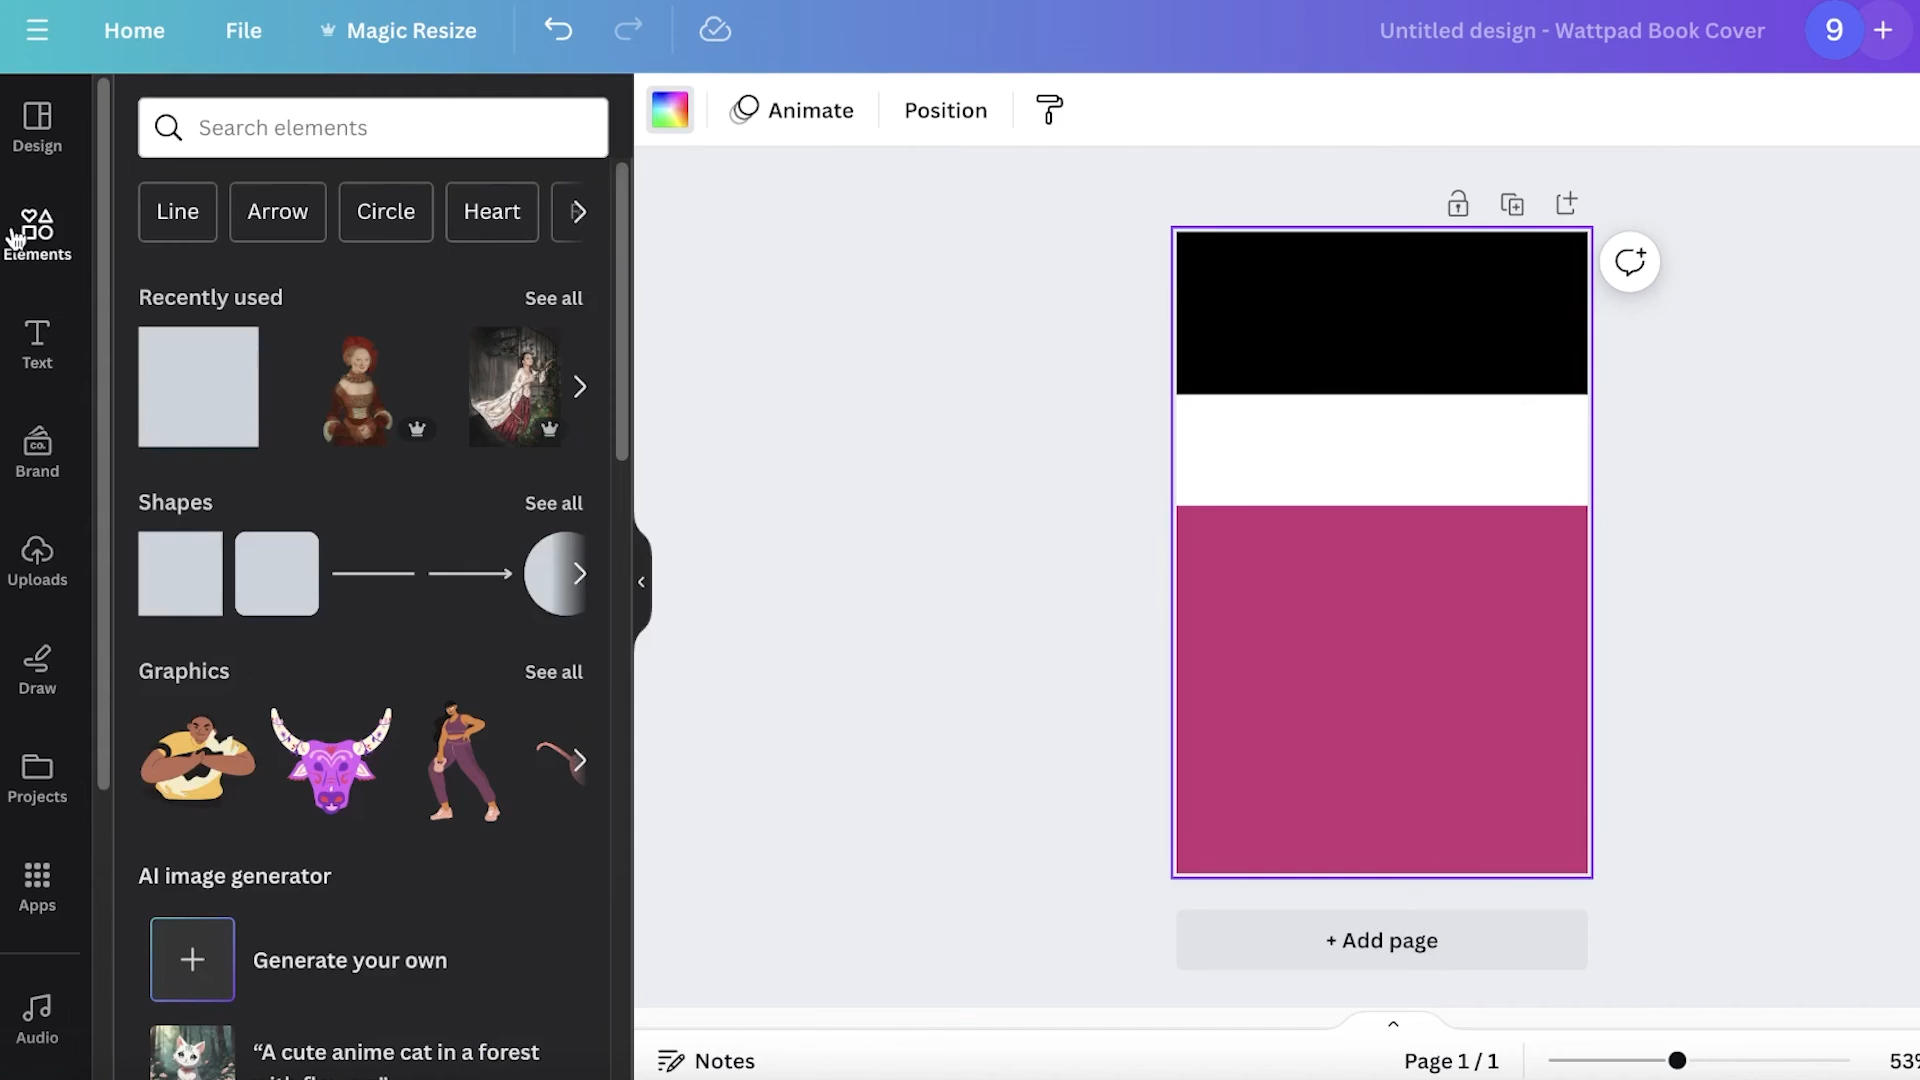 Home File Magic Resize Untitled design - Wattpad Book Cover 9
Design
Elements
Text
Brand
CO.
Uploads
Draw
Projects
Apps
Audio
Search elements
Line Arrow Circle Heart
Recently used See all
Shapes See all
Graphics See all
AI image generator
Generate your own
“A cute anime cat in a forest
Animate Position
+ Add page
Notes Page 1 / 1 53%